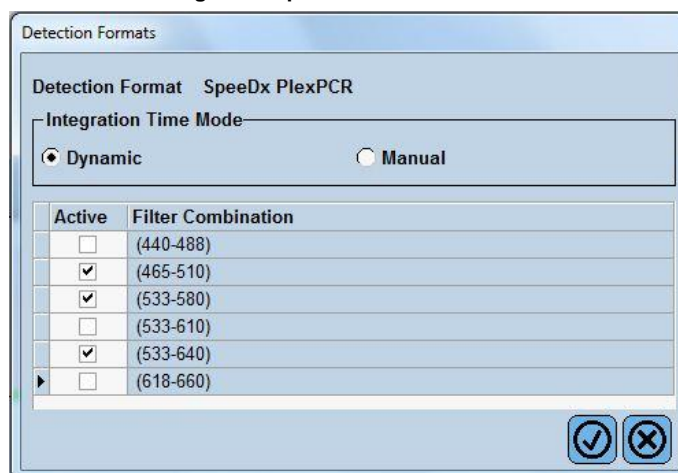 Detection Formats
Detection Format SpeeDx PlexPCR
Integration Time Mode
Dynamic Manual
Active Filter Combination
(440-488)
(465-510)
(533-580)
(533-610)
(533-640)
(618-660)